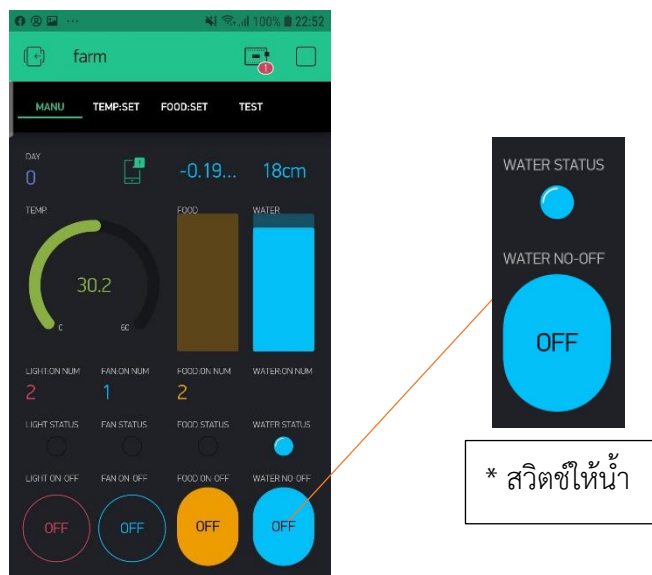 100% 22:52
farm
1
MANU TEMP:SET FOOD:SET TEST
DAY
0 -0.19... 18cm
TEMP. FOOD WATER
30.2
0 60
LIGHT:ON NUM FAN:ON NUM FOOD:ON NUM WATER:ON NUM
2 1 2
LIGHT STATUS FAN STATUS FOOD STATUS WATER STATUS
LIGHT ON-OFF FAN ON-OFF FOOD ON-OFF WATER NO-OFF
OFF OFF OFF OFF
WATER STATUS
WATER NO-OFF
OFF
* สวิตช์ให้น้ำ